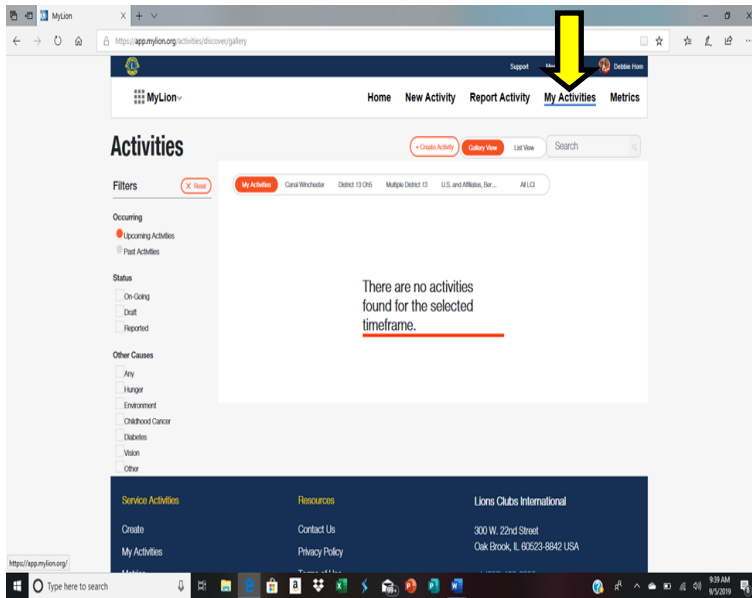 MyLion
https://app.mylion.org/activities/discover/gallery
Support
Debbie Horn
MyLion
Home New Activity Report Activity My Activities Metrics
Activities
+ Create Activity Gallery View List View Search
Filters X Reset
My Activities Canal Winchester District 13 OH5 Multiple District 13 U.S. and Affiliates, Ber... All LCI
Occurring
Upcoming Activities
Past Activities
Status
On-Going
Draft
Reported
There are no activities
found for the selected
timeframe.
Other Causes
Any
Hunger
Environment
Childhood Cancer
Diabetes
Vision
Other
Service Activities Resources Lions Clubs International
Create Contact Us 300 W. 22nd Street
Oak Brook, IL 60523-8842 USA
My Activities Privacy Policy
https://app.mylion.org/
Type here to search
99+
9:39 AM
9/5/2019